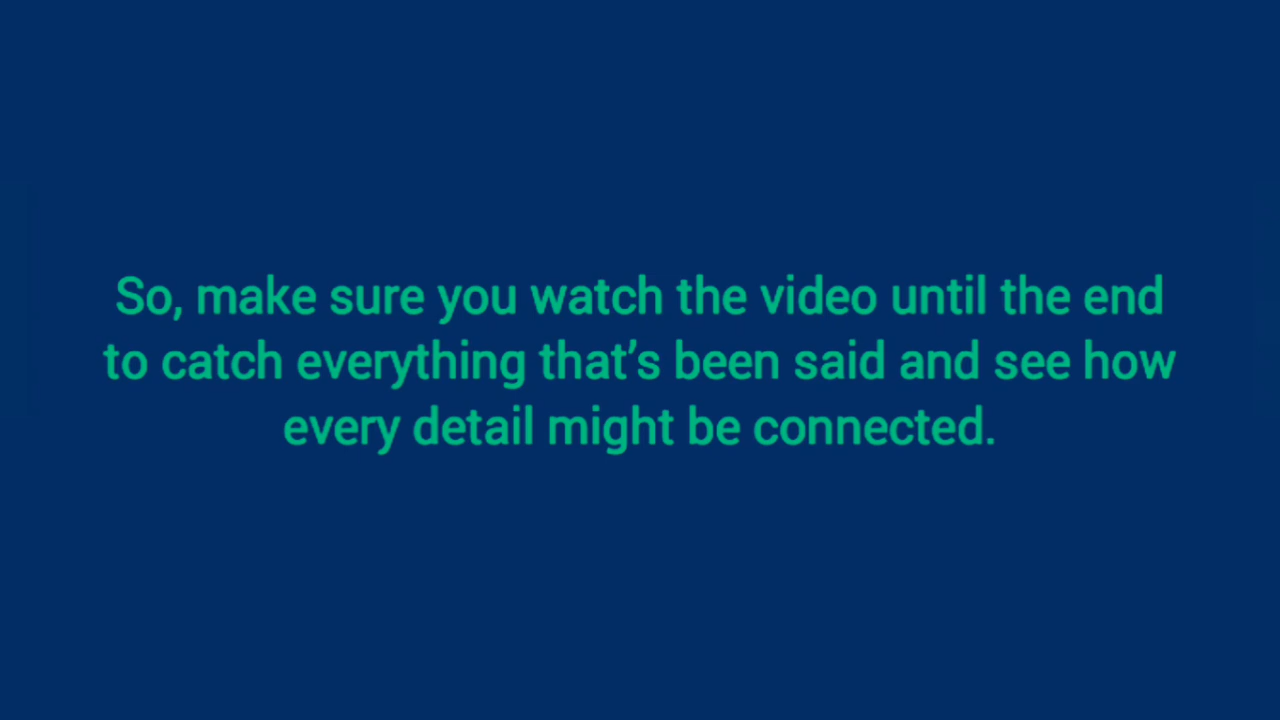 So, make sure you watch the video until the end
to catch everything that’s been said and see how
every detail might be connected.